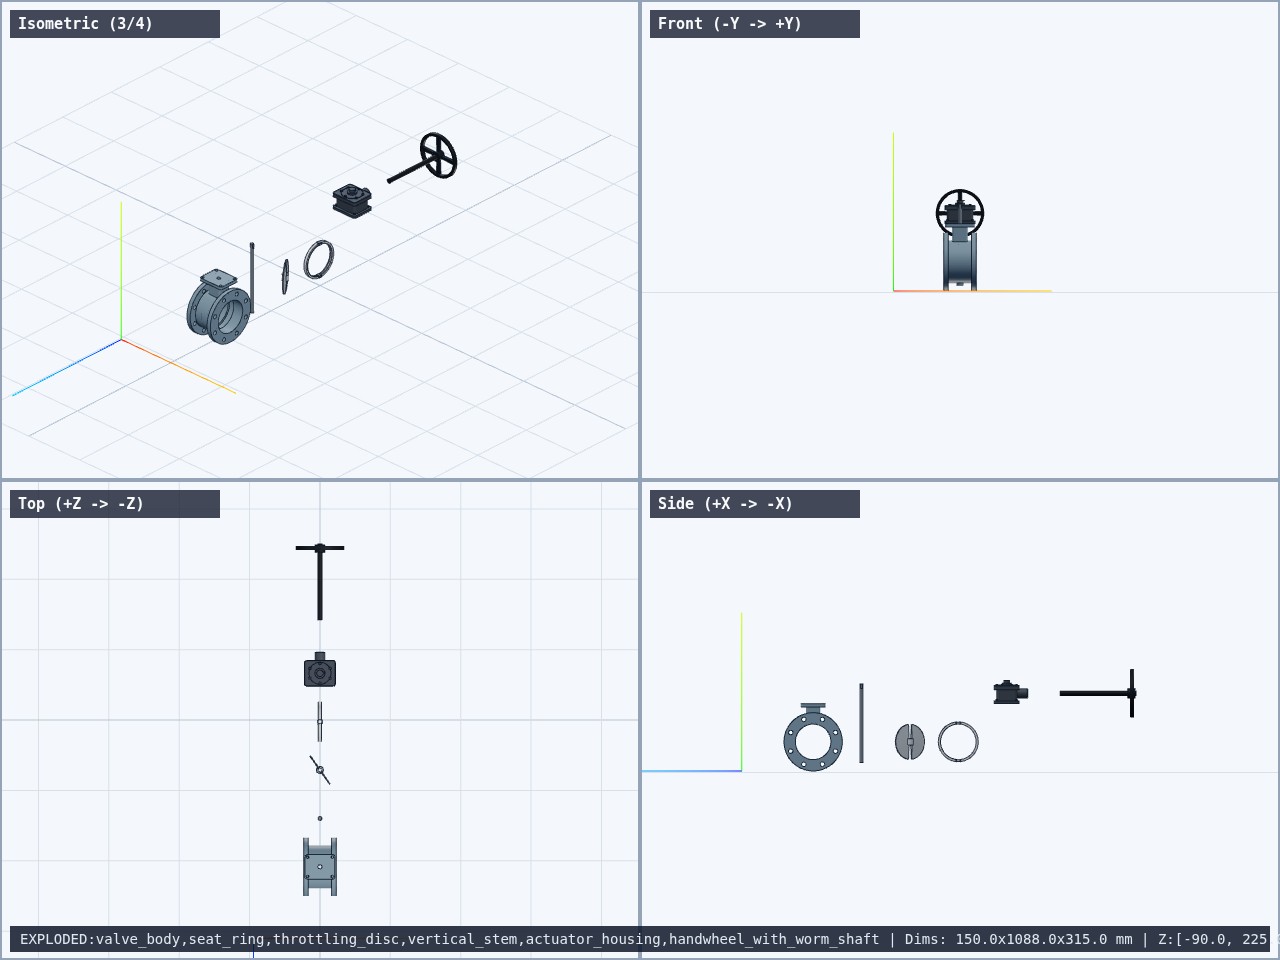 Isometric (3/4)
Front (-Y -> +Y)
Top (+Z -> -Z)
Side (+X -> -X)
EXPLODED:valve_body,seat_ring,throttling_disc,vertical_stem,actuator_housing,handwheel_with_worm_shaft | Dims: 150.0x1088.0x315.0 mm | Z:[-90.0, 225